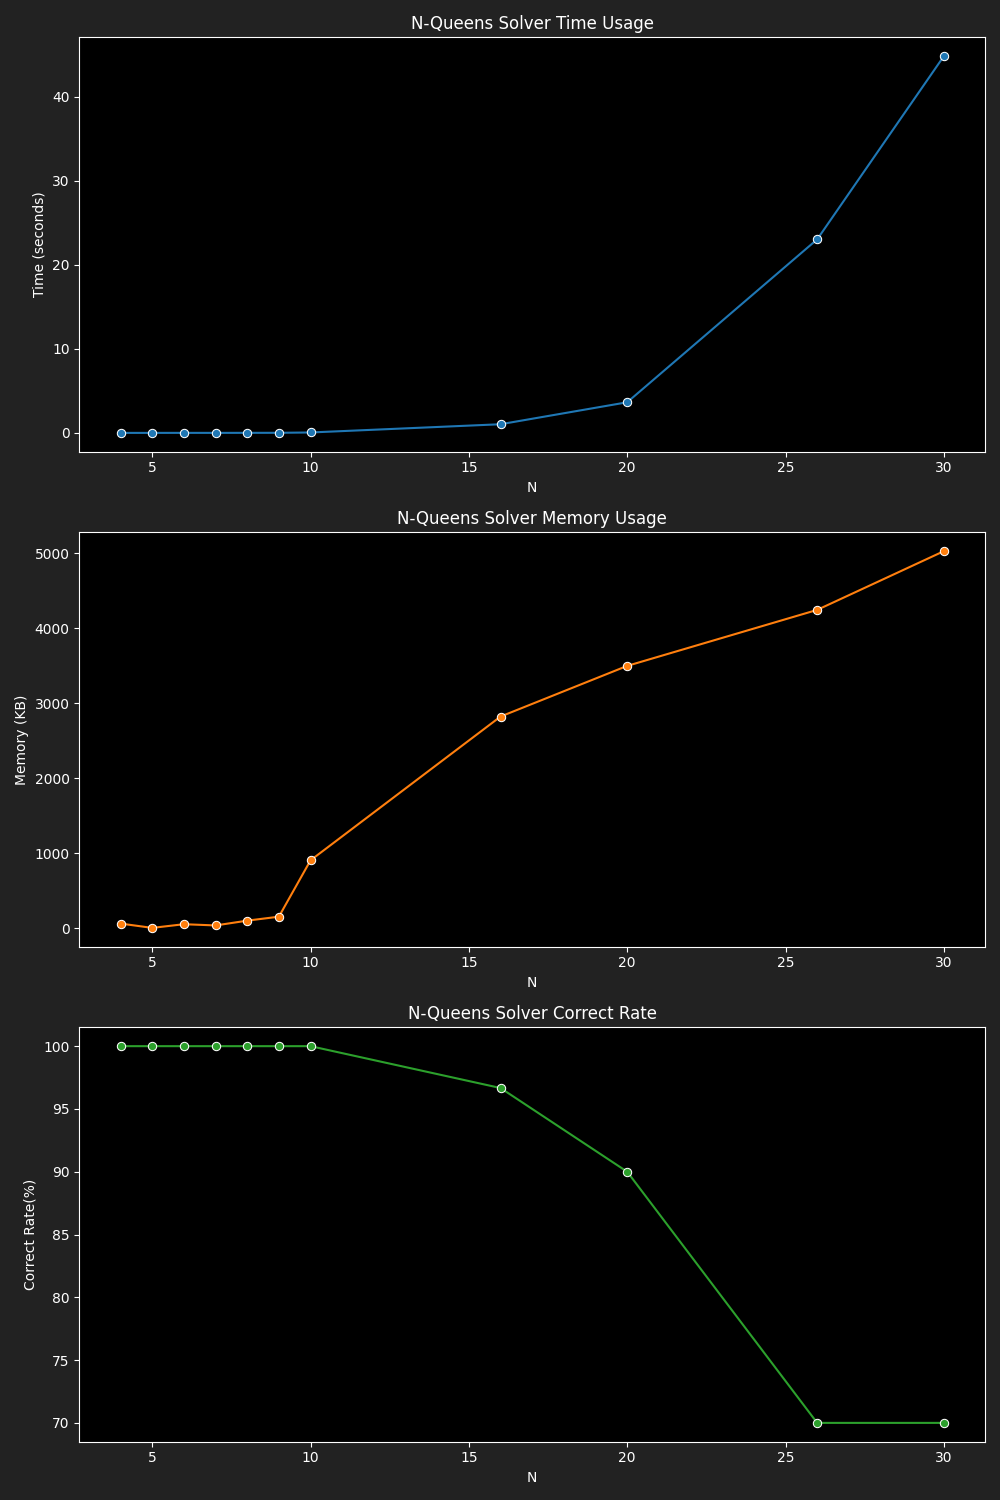 N-Queens Solver Time Usage
Time (seconds)
40
30
20
10
0
5 10 15 20 25 30
N
N-Queens Solver Memory Usage
Memory (KB)
5000
4000
3000
2000
1000
0
5 10 15 20 25 30
N
N-Queens Solver Correct Rate
Correct Rate(%)
100
95
90
85
80
75
70
5 10 15 20 25 30
N